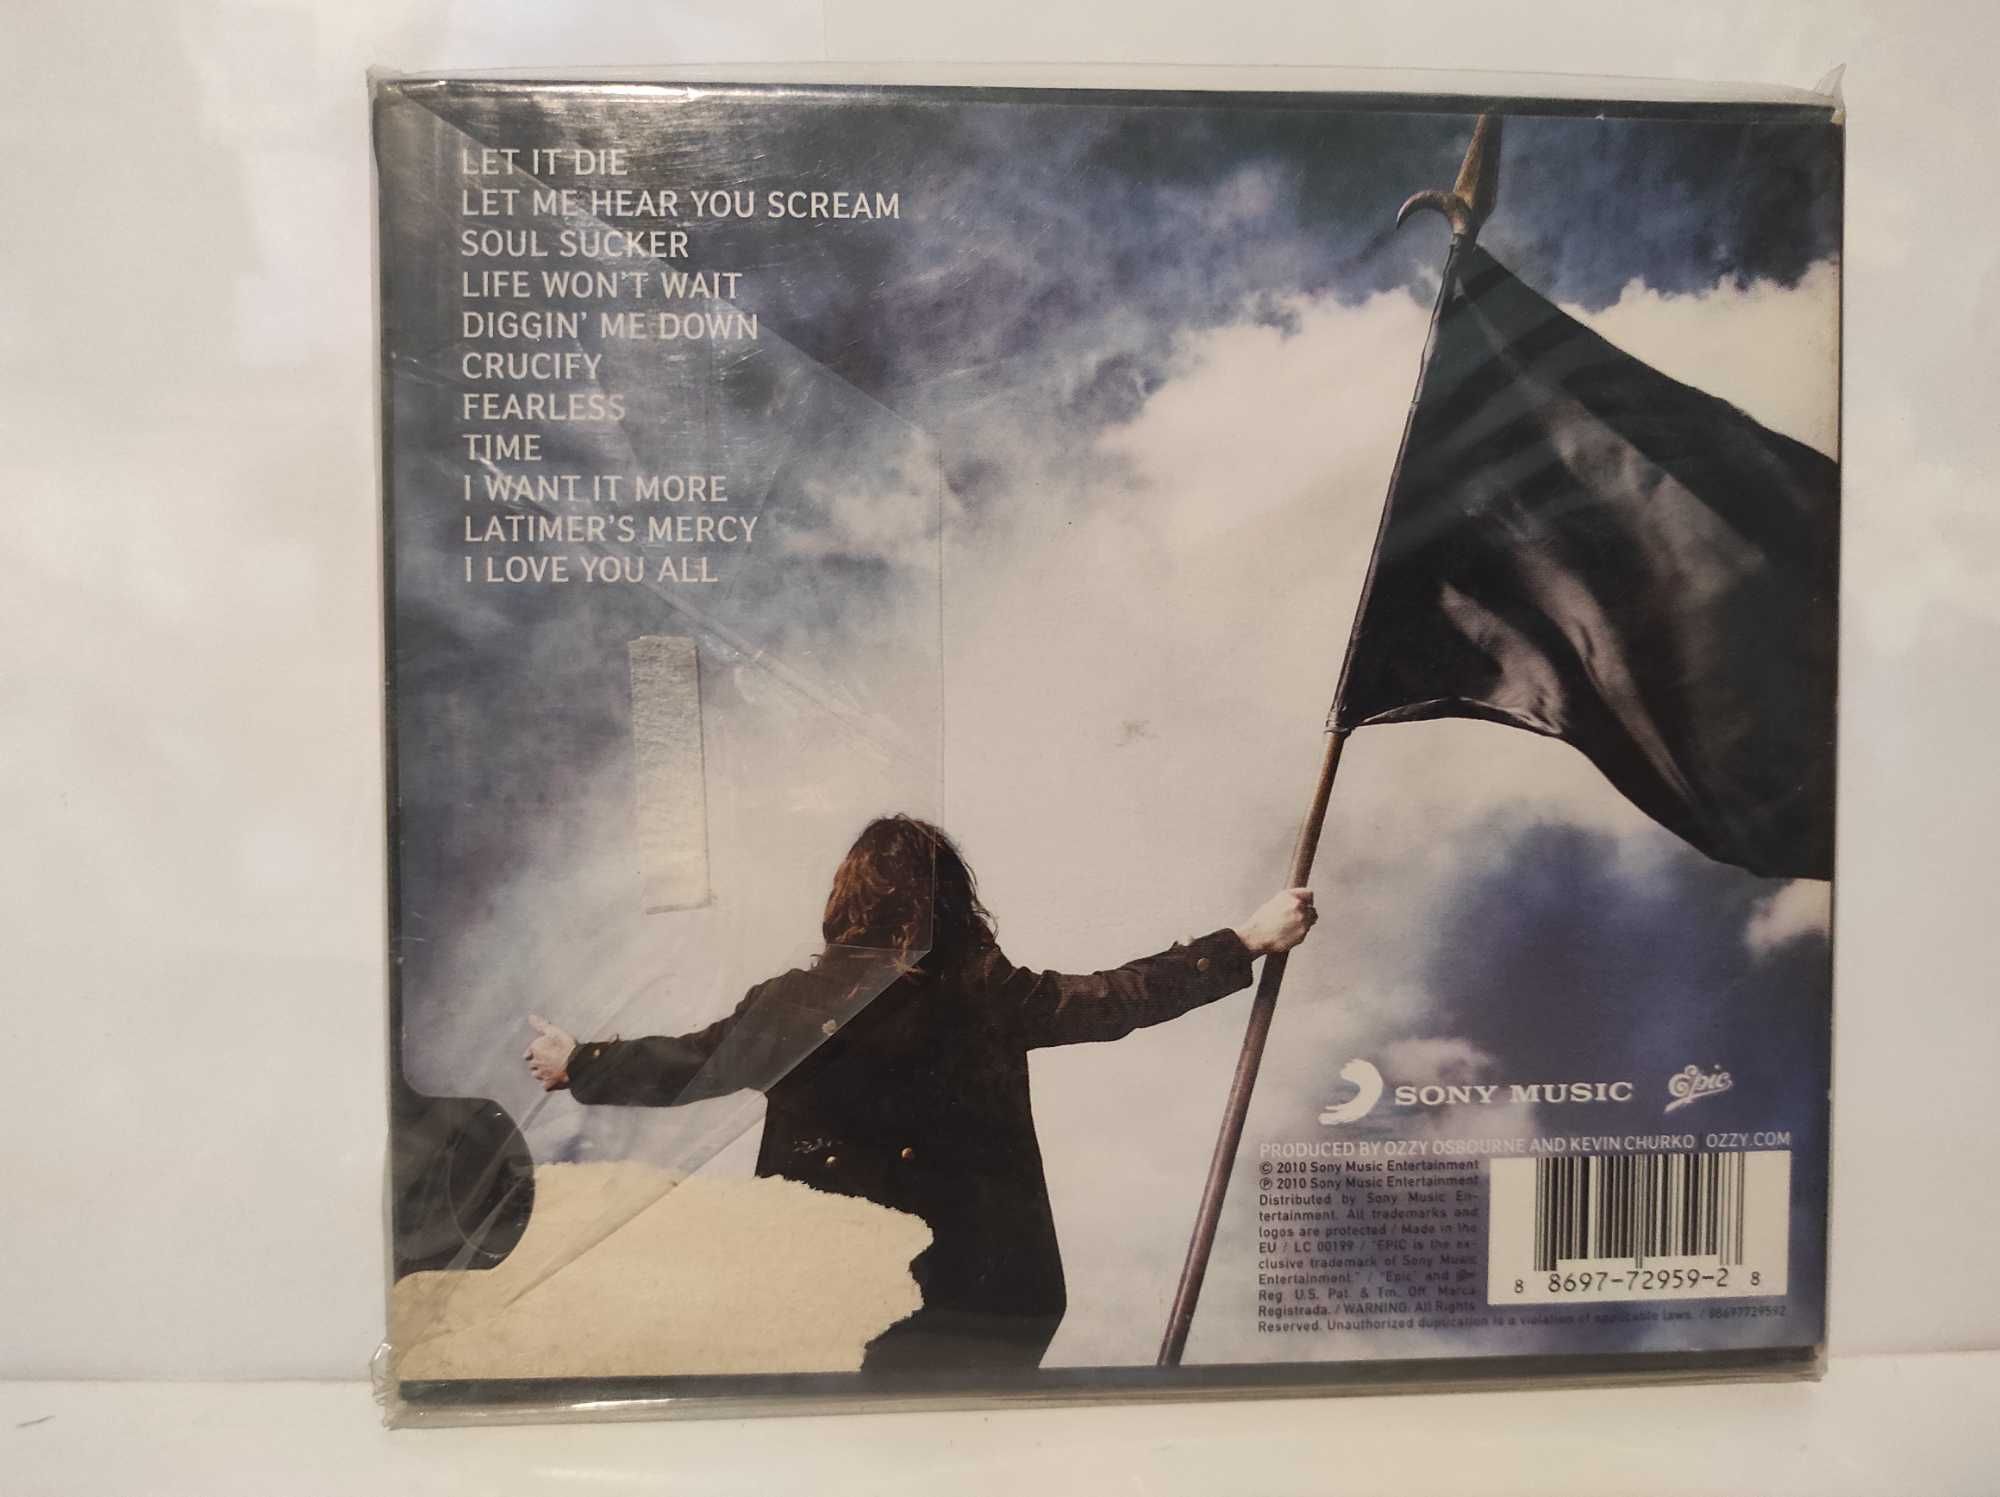 LET IT DIE
LET ME HEAR YOU SCREAM
SOUL SUCKER
LIFE WON'T WAIT
DIGGIN' ME DOWN
CRUCIFY
FEARLESS
TIME
I WANT IT MORE
LATIMER'S MERCY
I LOVE YOU ALL
SONY MUSIC Epic
PRODUCED BY OZZY OSBOURNE AND KEVIN CHURKO OZZY.COM
© 2010 Sony Music Entertainment
℗ 2010 Sony Music Entertainment
Distributed by Sony Music En-
tertainment. All trademarks and
logos are protected / Made in the
EU / LC 00199 / "EPIC is the ex-
clusive trademark of Sony Music
Entertainment." / "Epic" and
Reg. U.S. Pat. & Tm. Off. Marca
Registrada. / WARNING: All Rights
Reserved. Unauthorized duplication is a violation of applicable laws. / 88697729592
8 8697-72959-2 8